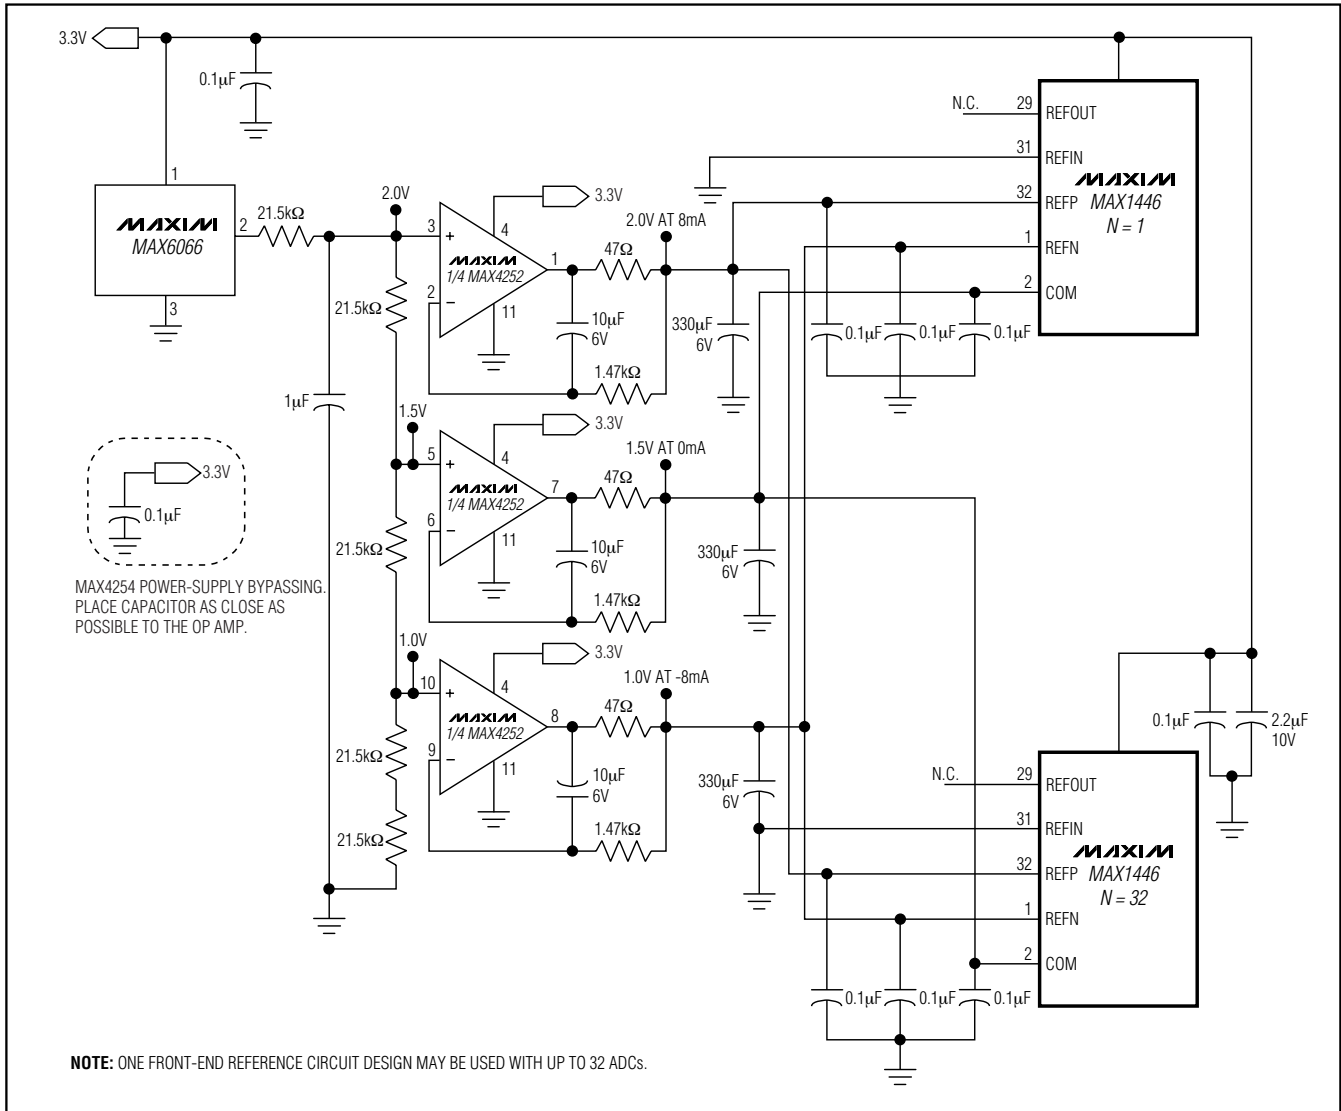 3.3V
0.1µF
1
MAXIM
MAX6066
2
3
21.5kΩ
2.0V
21.5kΩ
1µF
3
+
4
3.3V
MAXIM
1/4 MAX4252
2
−
11
1
47Ω
2.0V AT 8mA
10µF
6V
1.47kΩ
330µF
6V
1.5V
5
+
4
3.3V
MAXIM
1/4 MAX4252
6
−
11
7
47Ω
1.5V AT 0mA
10µF
6V
1.47kΩ
330µF
6V
21.5kΩ
1.0V
10
+
4
3.3V
MAXIM
1/4 MAX4252
9
−
11
8
47Ω
1.0V AT -8mA
10µF
6V
1.47kΩ
330µF
6V
21.5kΩ
21.5kΩ
3.3V
0.1µF
MAX4254 POWER-SUPPLY BYPASSING.
PLACE CAPACITOR AS CLOSE AS
POSSIBLE TO THE OP AMP.
N.C.
29
REFOUT
31
REFIN
MAXIM
32
REFP
MAX1446
N = 1
1
REFN
2
COM
0.1µF
0.1µF
0.1µF
0.1µF
2.2µF
10V
N.C.
29
REFOUT
31
REFIN
MAXIM
32
REFP
MAX1446
N = 32
1
REFN
2
COM
0.1µF
0.1µF
0.1µF
NOTE: ONE FRONT-END REFERENCE CIRCUIT DESIGN MAY BE USED WITH UP TO 32 ADCs.